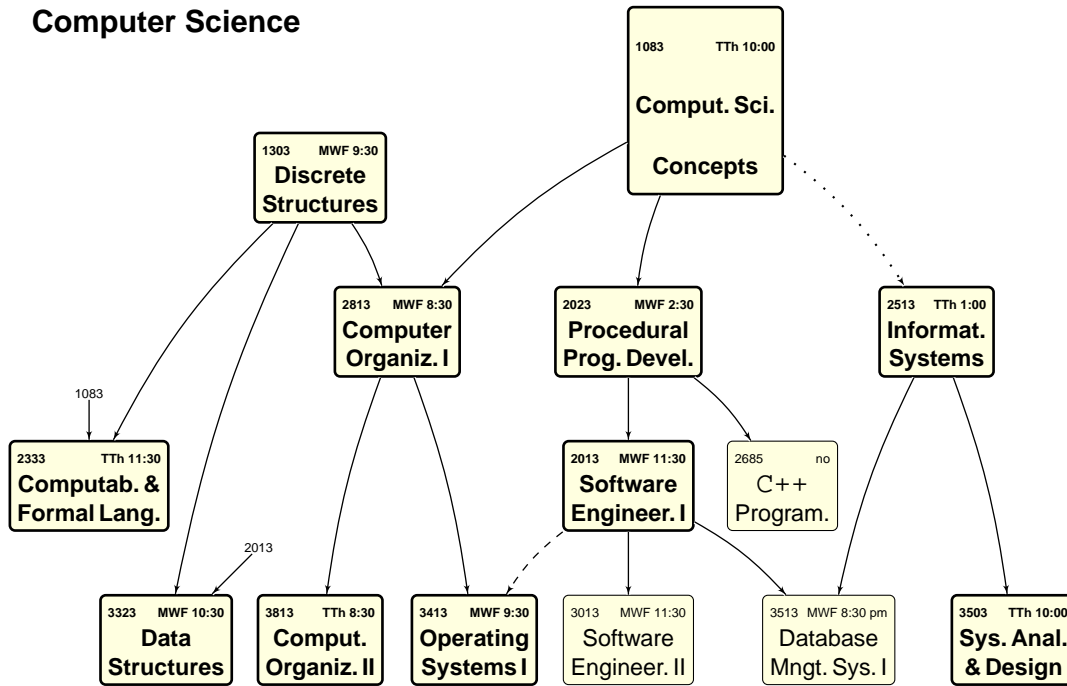 Computer Science
1083 TTh 10:00
Comput. Sci.
Concepts
1303 MWF 9:30
Discrete
Structures
2813 MWF 8:30
Computer
Organiz. I
2023 MWF 2:30
Procedural
Prog. Devel.
2513 TTh 1:00
Informat.
Systems
1083
2333 TTh 11:30
Computab. &
Formal Lang.
2013 MWF 11:30
Software
Engineer. I
2685 no
C++
Program.
2013
3323 MWF 10:30
Data
Structures
3813 TTh 8:30
Comput.
Organiz. II
3413 MWF 9:30
Operating
Systems I
3013 MWF 11:30
Software
Engineer. II
3513 MWF 8:30 pm
Database
Mngt. Sys. I
3503 TTh 10:00
Sys. Anal.
& Design